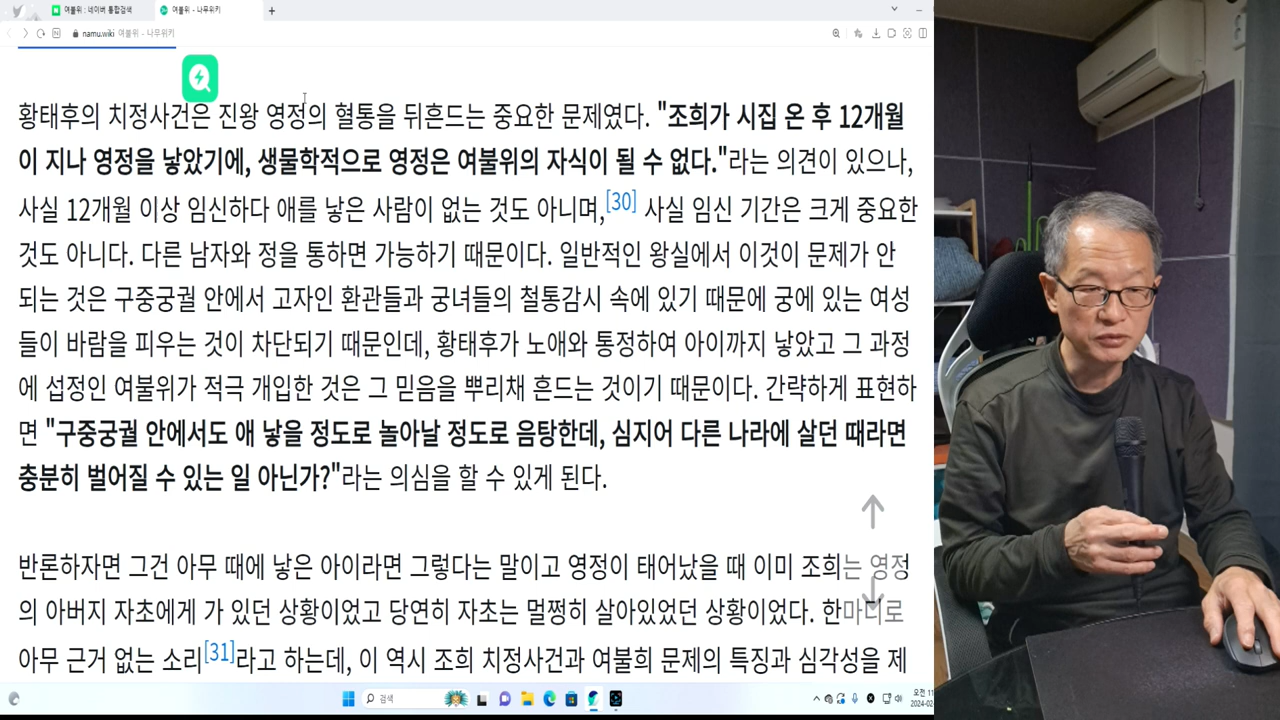 여불위 : 네이버 통합검색
여불위 - 나무위키
namu.wiki 여불위 - 나무위키
황태후의 치정사건은 진왕 영정의 혈통을 뒤흔드는 중요한 문제였다. "조희가 시집 온 후 12개월
이 지나 영정을 낳았기에, 생물학적으로 영정은 여불위의 자식이 될 수 없다."라는 의견이 있으나,
사실 12개월 이상 임신하다 애를 낳은 사람이 없는 것도 아니며,[30] 사실 임신 기간은 크게 중요한
것도 아니다. 다른 남자와 정을 통하면 가능하기 때문이다. 일반적인 왕실에서 이것이 문제가 안
되는 것은 구중궁궐 안에서 고자인 환관들과 궁녀들의 철통감시 속에 있기 때문에 궁에 있는 여성
들이 바람을 피우는 것이 차단되기 때문인데, 황태후가 노애와 통정하여 아이까지 낳았고 그 과정
에 섭정인 여불위가 적극 개입한 것은 그 믿음을 뿌리채 흔드는 것이기 때문이다. 간략하게 표현하
면 "구중궁궐 안에서도 애 낳을 정도로 놀아날 정도로 음탕한데, 심지어 다른 나라에 살던 때라면
충분히 벌어질 수 있는 일 아닌가?"라는 의심을 할 수 있게 된다.
반론하자면 그건 아무 때에 낳은 아이라면 그렇다는 말이고 영정이 태어났을 때 이미 조희는 영정
의 아버지 자초에게 가 있던 상황이었고 당연히 자초는 멀쩡히 살아있었던 상황이었다. 한마디로
아무 근거 없는 소리[31]라고 하는데, 이 역시 조희 치정사건과 여불희 문제의 특징과 심각성을 제
검색
오전 11
2024-02